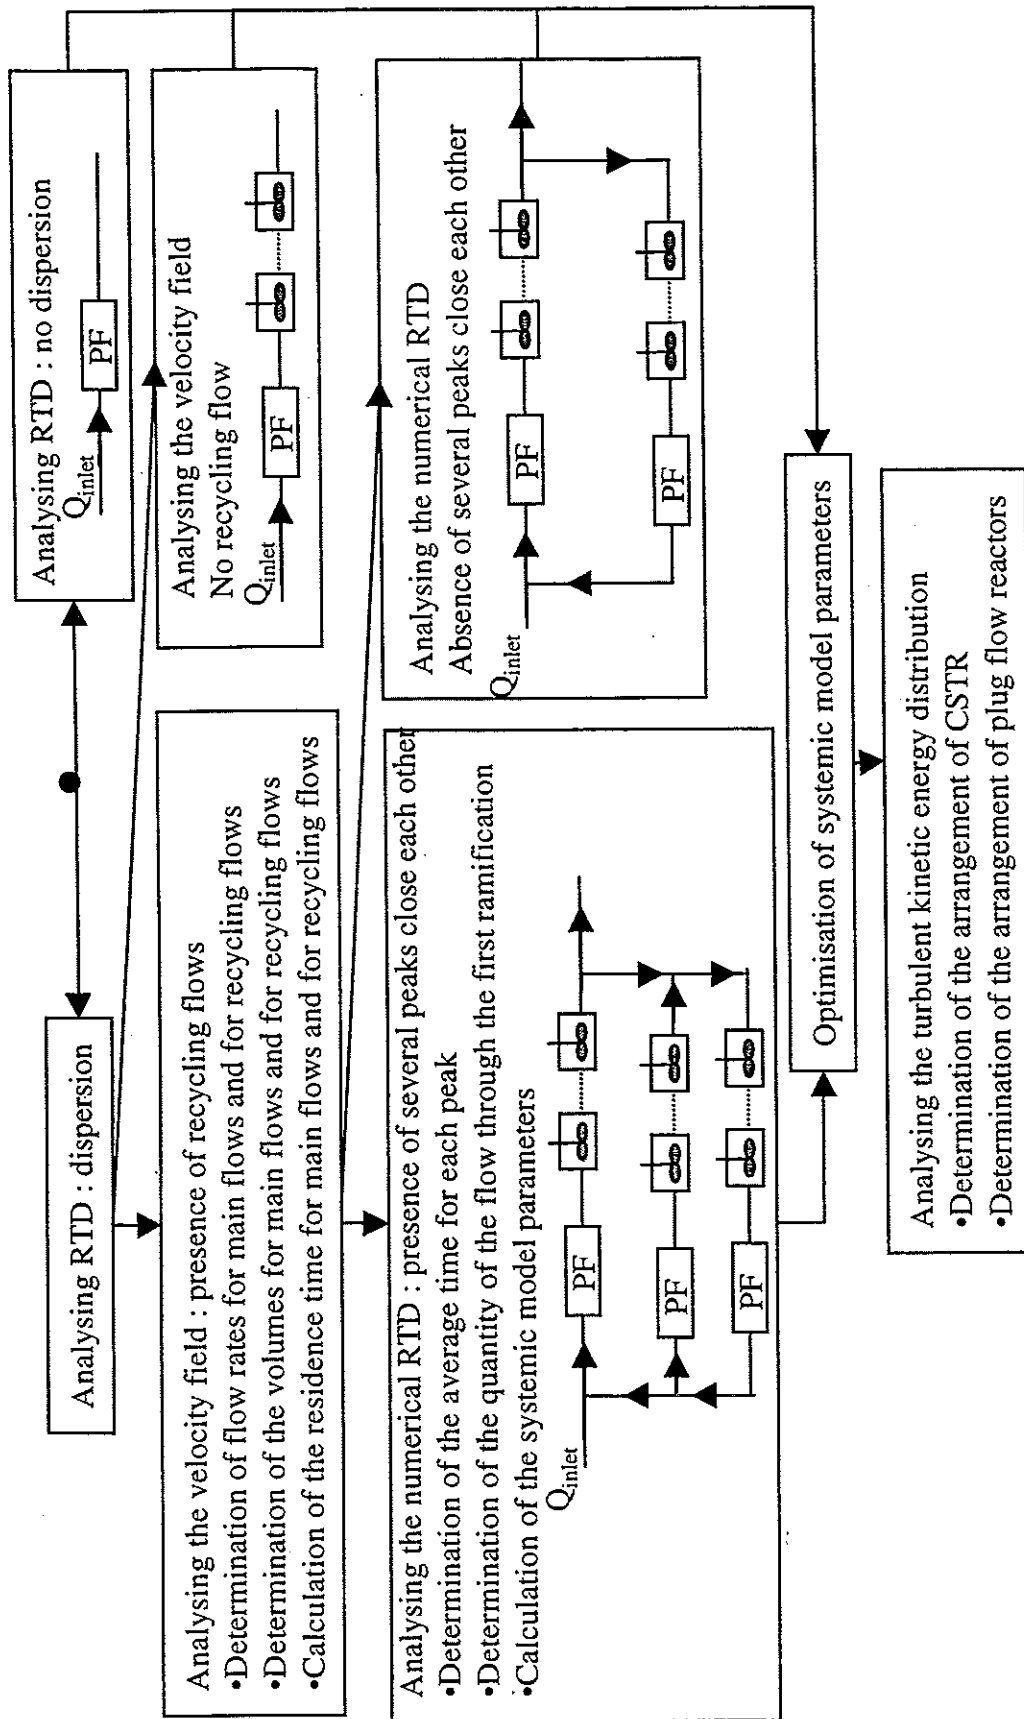 Analysing RTD : dispersion
Analysing RTD : no dispersion
Qinlet
PF
Analysing the velocity field : presence of recycling flows
•Determination of flow rates for main flows and for recycling flows
•Determination of the volumes for main flows and for recycling flows
•Calculation of the residence time for main flows and for recycling flows
Analysing the velocity field
No recycling flow
Qinlet
PF
Analysing the numerical RTD : presence of several peaks close each other
•Determination of the average time for each peak
•Determination of the quantity of the flow through the first ramification
•Calculation of the systemic model parameters
Qinlet
PF
PF
PF
Analysing the numerical RTD
Absence of several peaks close each other
Qinlet
PF
PF
Optimisation of systemic model parameters
Analysing the turbulent kinetic energy distribution
•Determination of the arrangement of CSTR
•Determination of the arrangement of plug flow reactors